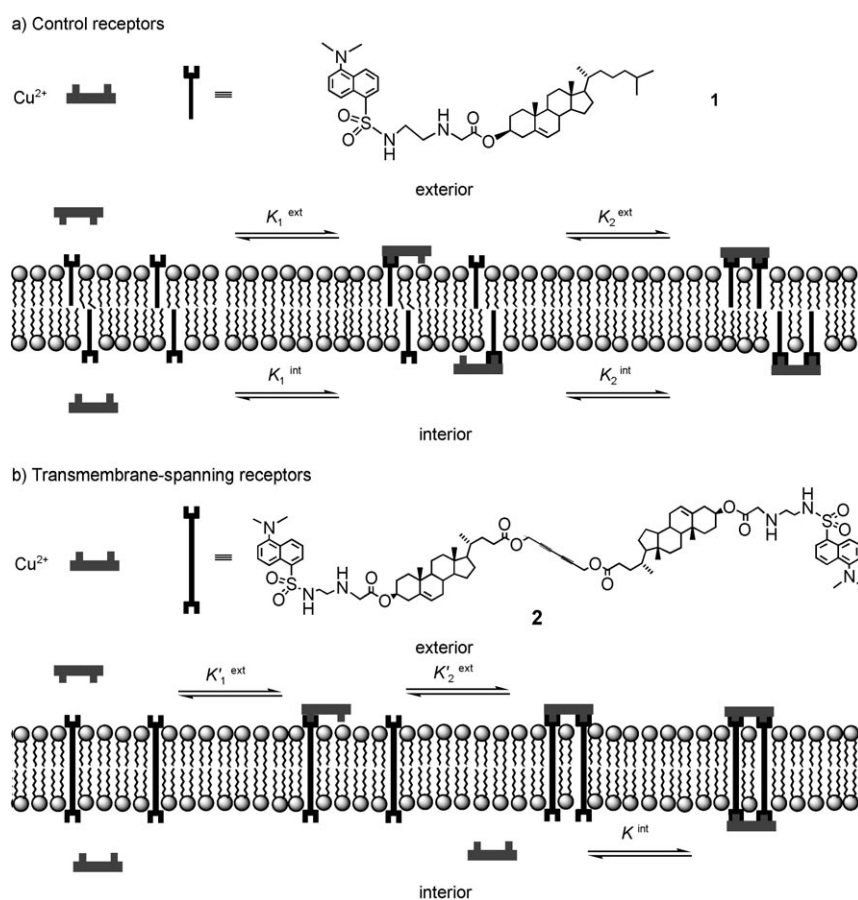 a) Control receptors
Cu2+
≡
N
O
S
O
N
H
H
N
O
O
1
exterior
K1 ext
K2 ext
K1 int
K2 int
interior
b) Transmembrane-spanning receptors
Cu2+
≡
N
O
S
O
N
H
H
N
O
O
O
O
O
O
O
O
N
H
H
N
S
O
O
N
2
exterior
K′1 ext
K′2 ext
K int
interior